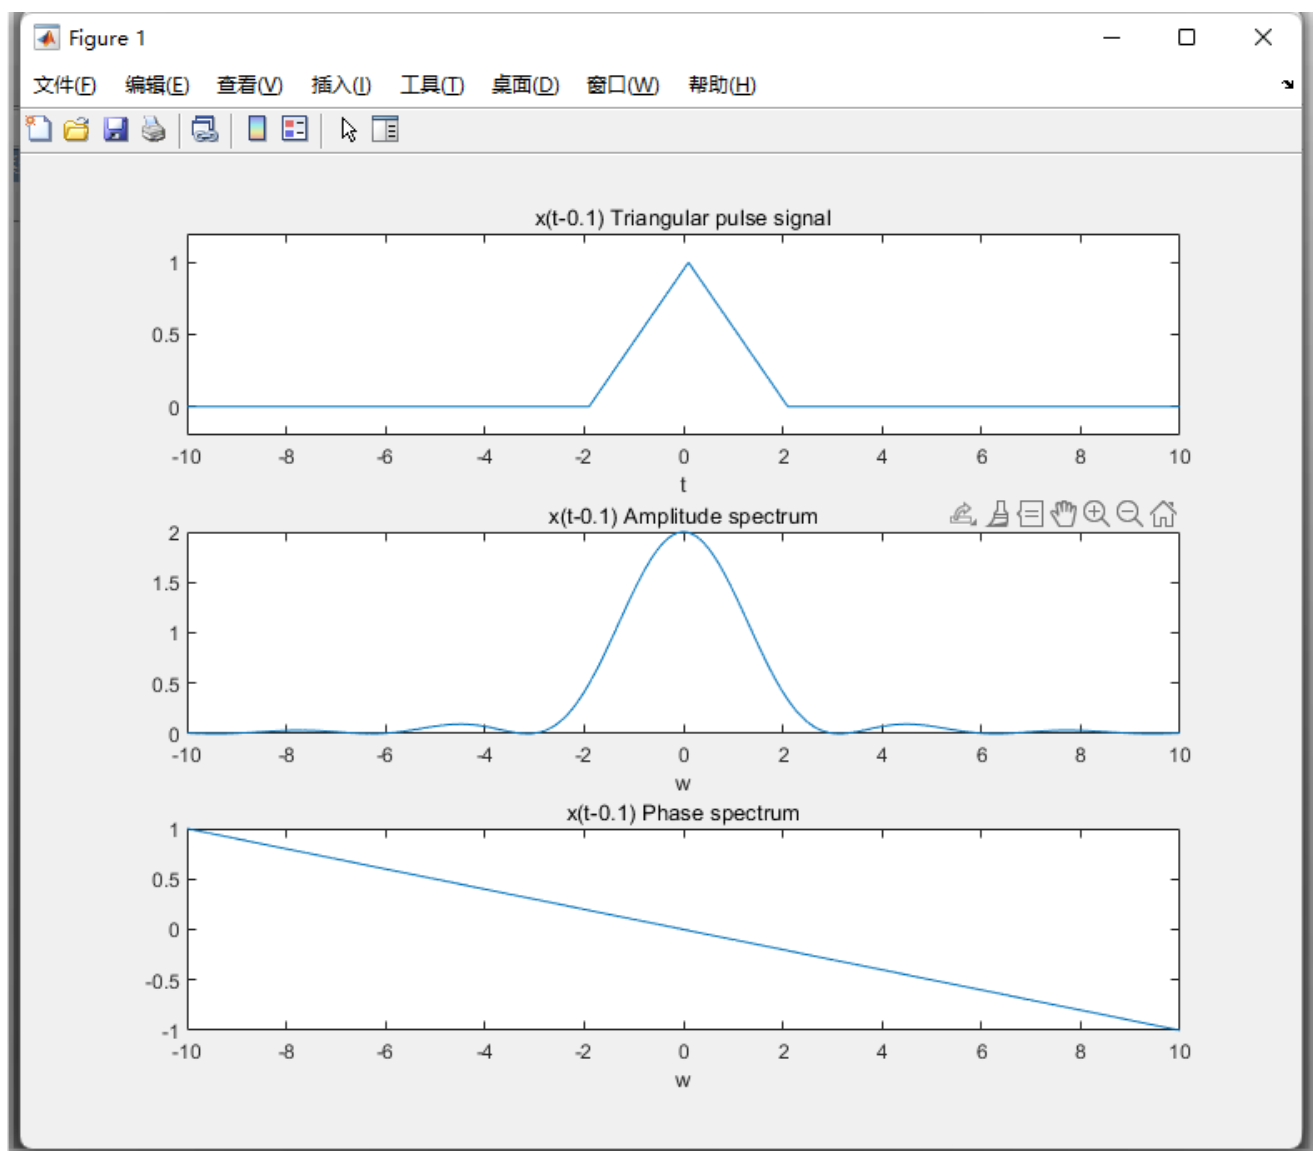 Figure 1
文件(F) 编辑(E) 查看(V) 插入(I) 工具(T) 桌面(D) 窗口(W) 帮助(H)
x(t-0.1) Triangular pulse signal
1
0.5
0
-10 -8 -6 -4 -2 0 2 4 6 8 10
t
x(t-0.1) Amplitude spectrum
2
1.5
1
0.5
0
-10 -8 -6 -4 -2 0 2 4 6 8 10
w
x(t-0.1) Phase spectrum
1
0.5
0
-0.5
-1
-10 -8 -6 -4 -2 0 2 4 6 8 10
w